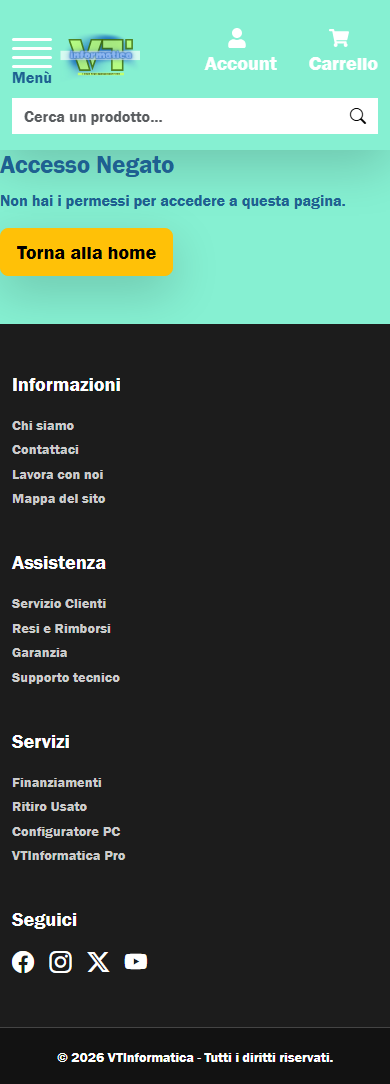 Menù
VTi
Informatica
Account
Carrello
Cerca un prodotto...
Accesso Negato
Non hai i permessi per accedere a questa pagina.
Torna alla home
Informazioni
Chi siamo
Contattaci
Lavora con noi
Mappa del sito
Assistenza
Servizio Clienti
Resi e Rimborsi
Garanzia
Supporto tecnico
Servizi
Finanziamenti
Ritiro Usato
Configuratore PC
VTInformatica Pro
Seguici
© 2026 VTInformatica - Tutti i diritti riservati.